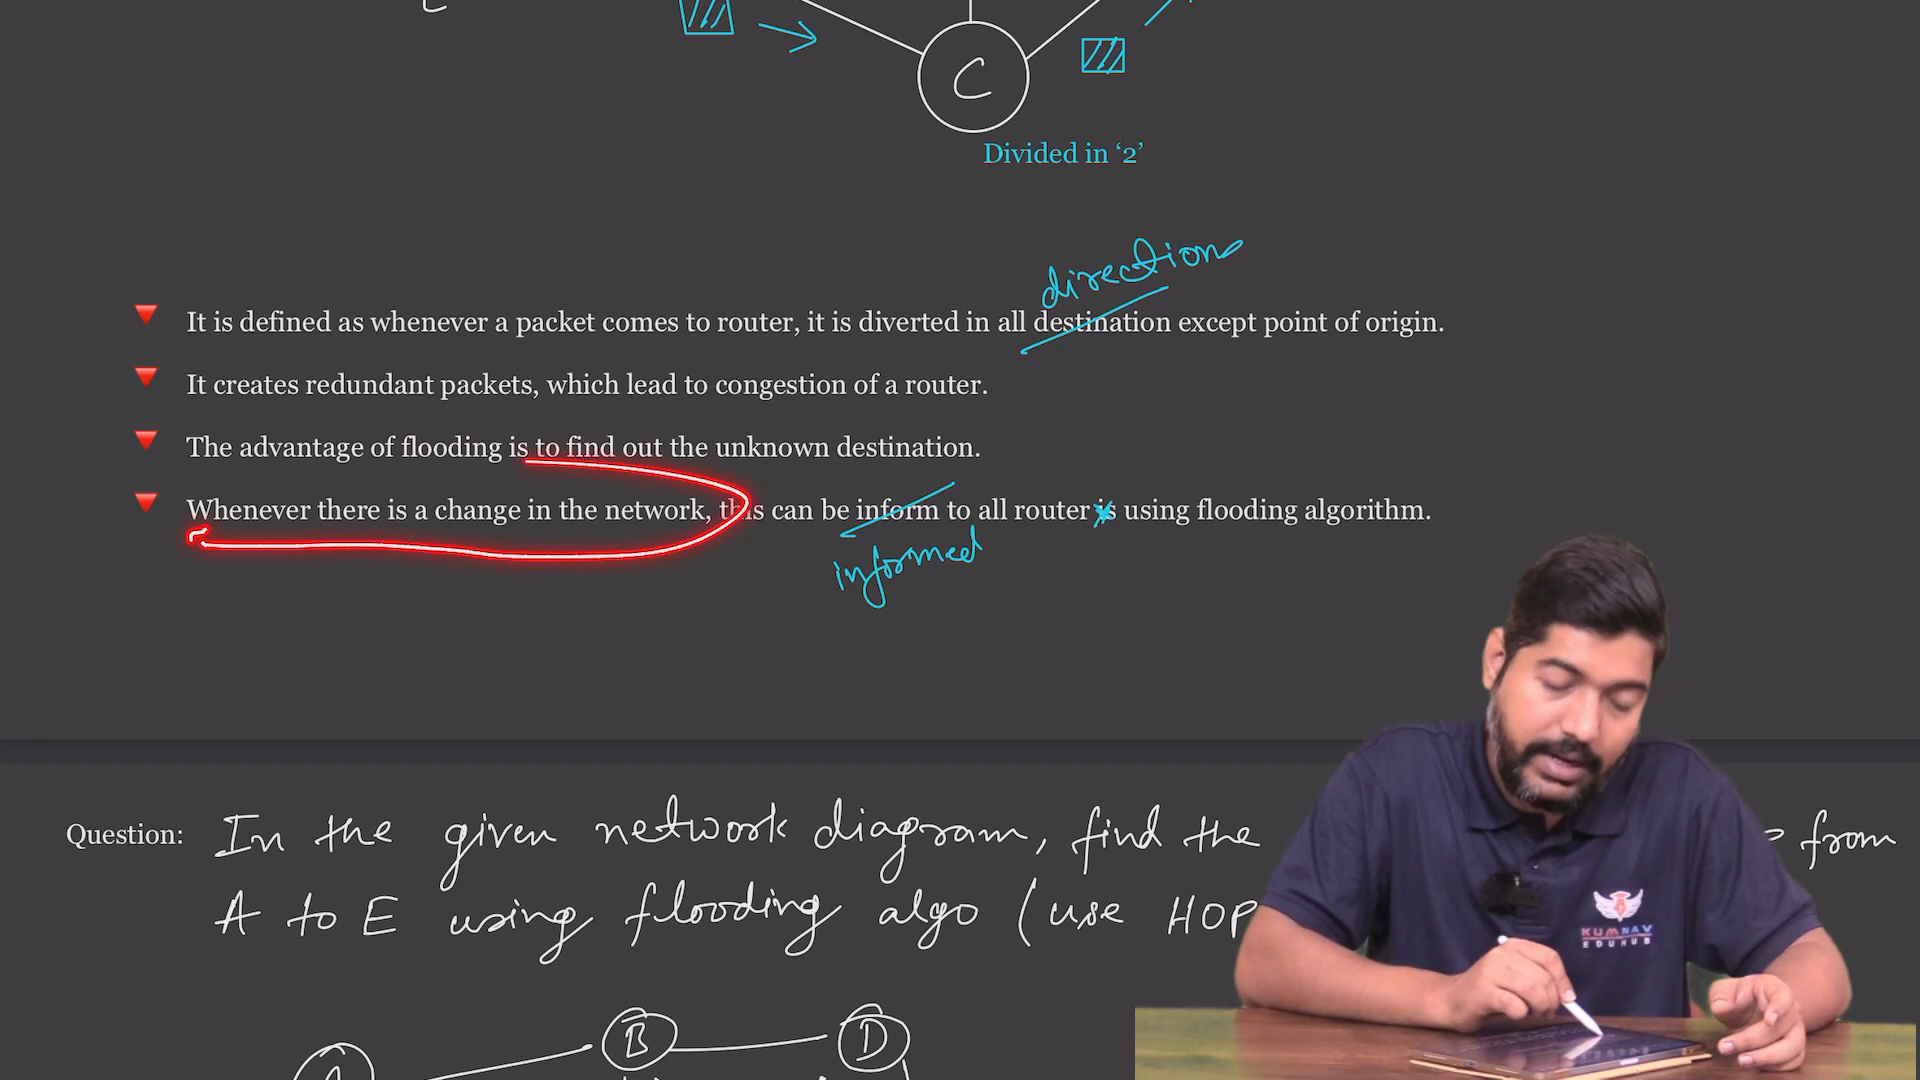 C
Divided in ‘2’
directions
It is defined as whenever a packet comes to router, it is diverted in all destination except point of origin.
It creates redundant packets, which lead to congestion of a router.
The advantage of flooding is to find out the unknown destination.
Whenever there is a change in the network, this can be inform to all router is using flooding algorithm.
informed
Question: In the given network diagram, find the from
A to E using flooding algo (use HOP
B D
A
KUMNAV
EDUHUB